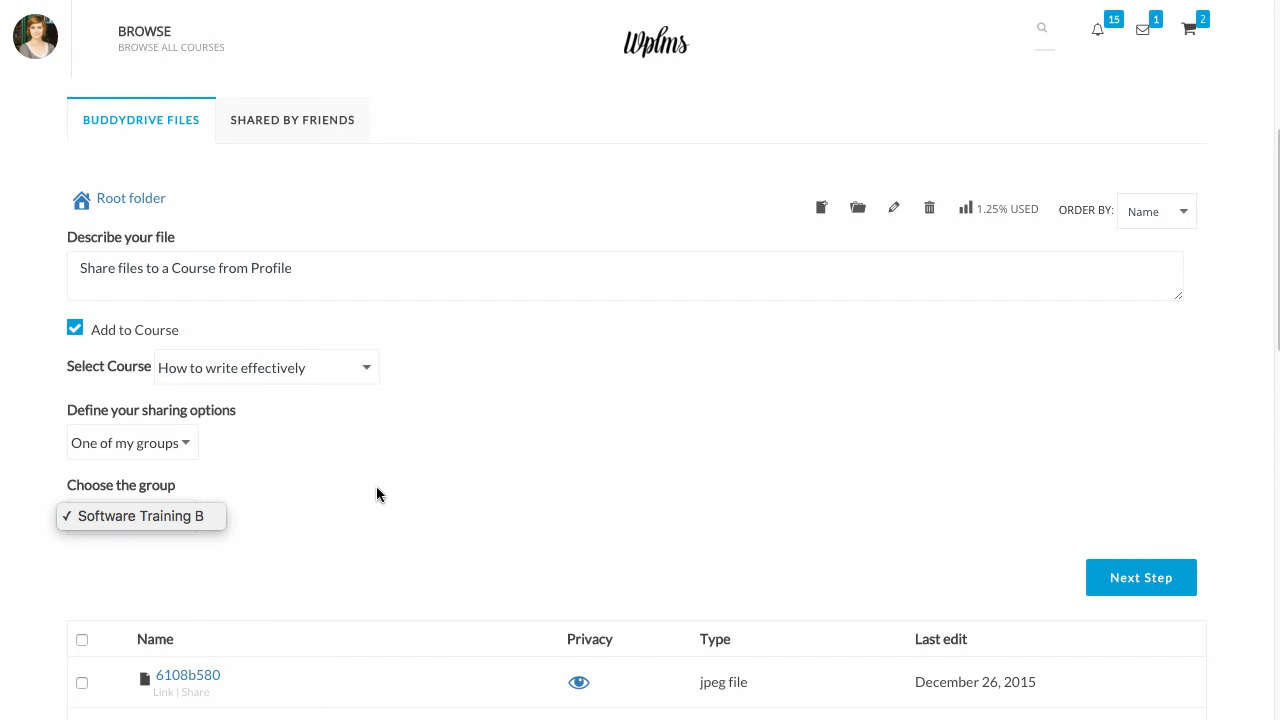 BROWSE
BROWSE ALL COURSES
Wplms
15
1
2
BUDDYDRIVE FILES
SHARED BY FRIENDS
Root folder
1.25% USED
ORDER BY:
Name
Describe your file
Share files to a Course from Profile
Add to Course
Select Course
How to write effectively
Define your sharing options
One of my groups
Choose the group
✓ Software Training B
Next Step
Name Privacy Type Last edit
6108b580 jpeg file December 26, 2015
Link | Share